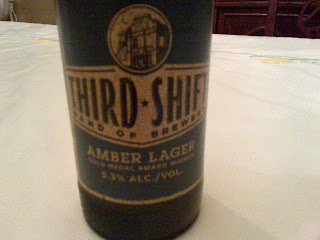 THIRD★SHIFT
BAND OF BREWERS
AMBER LAGER
GOLD MEDAL AWARD WINNER
5.3% ALC./VOL.